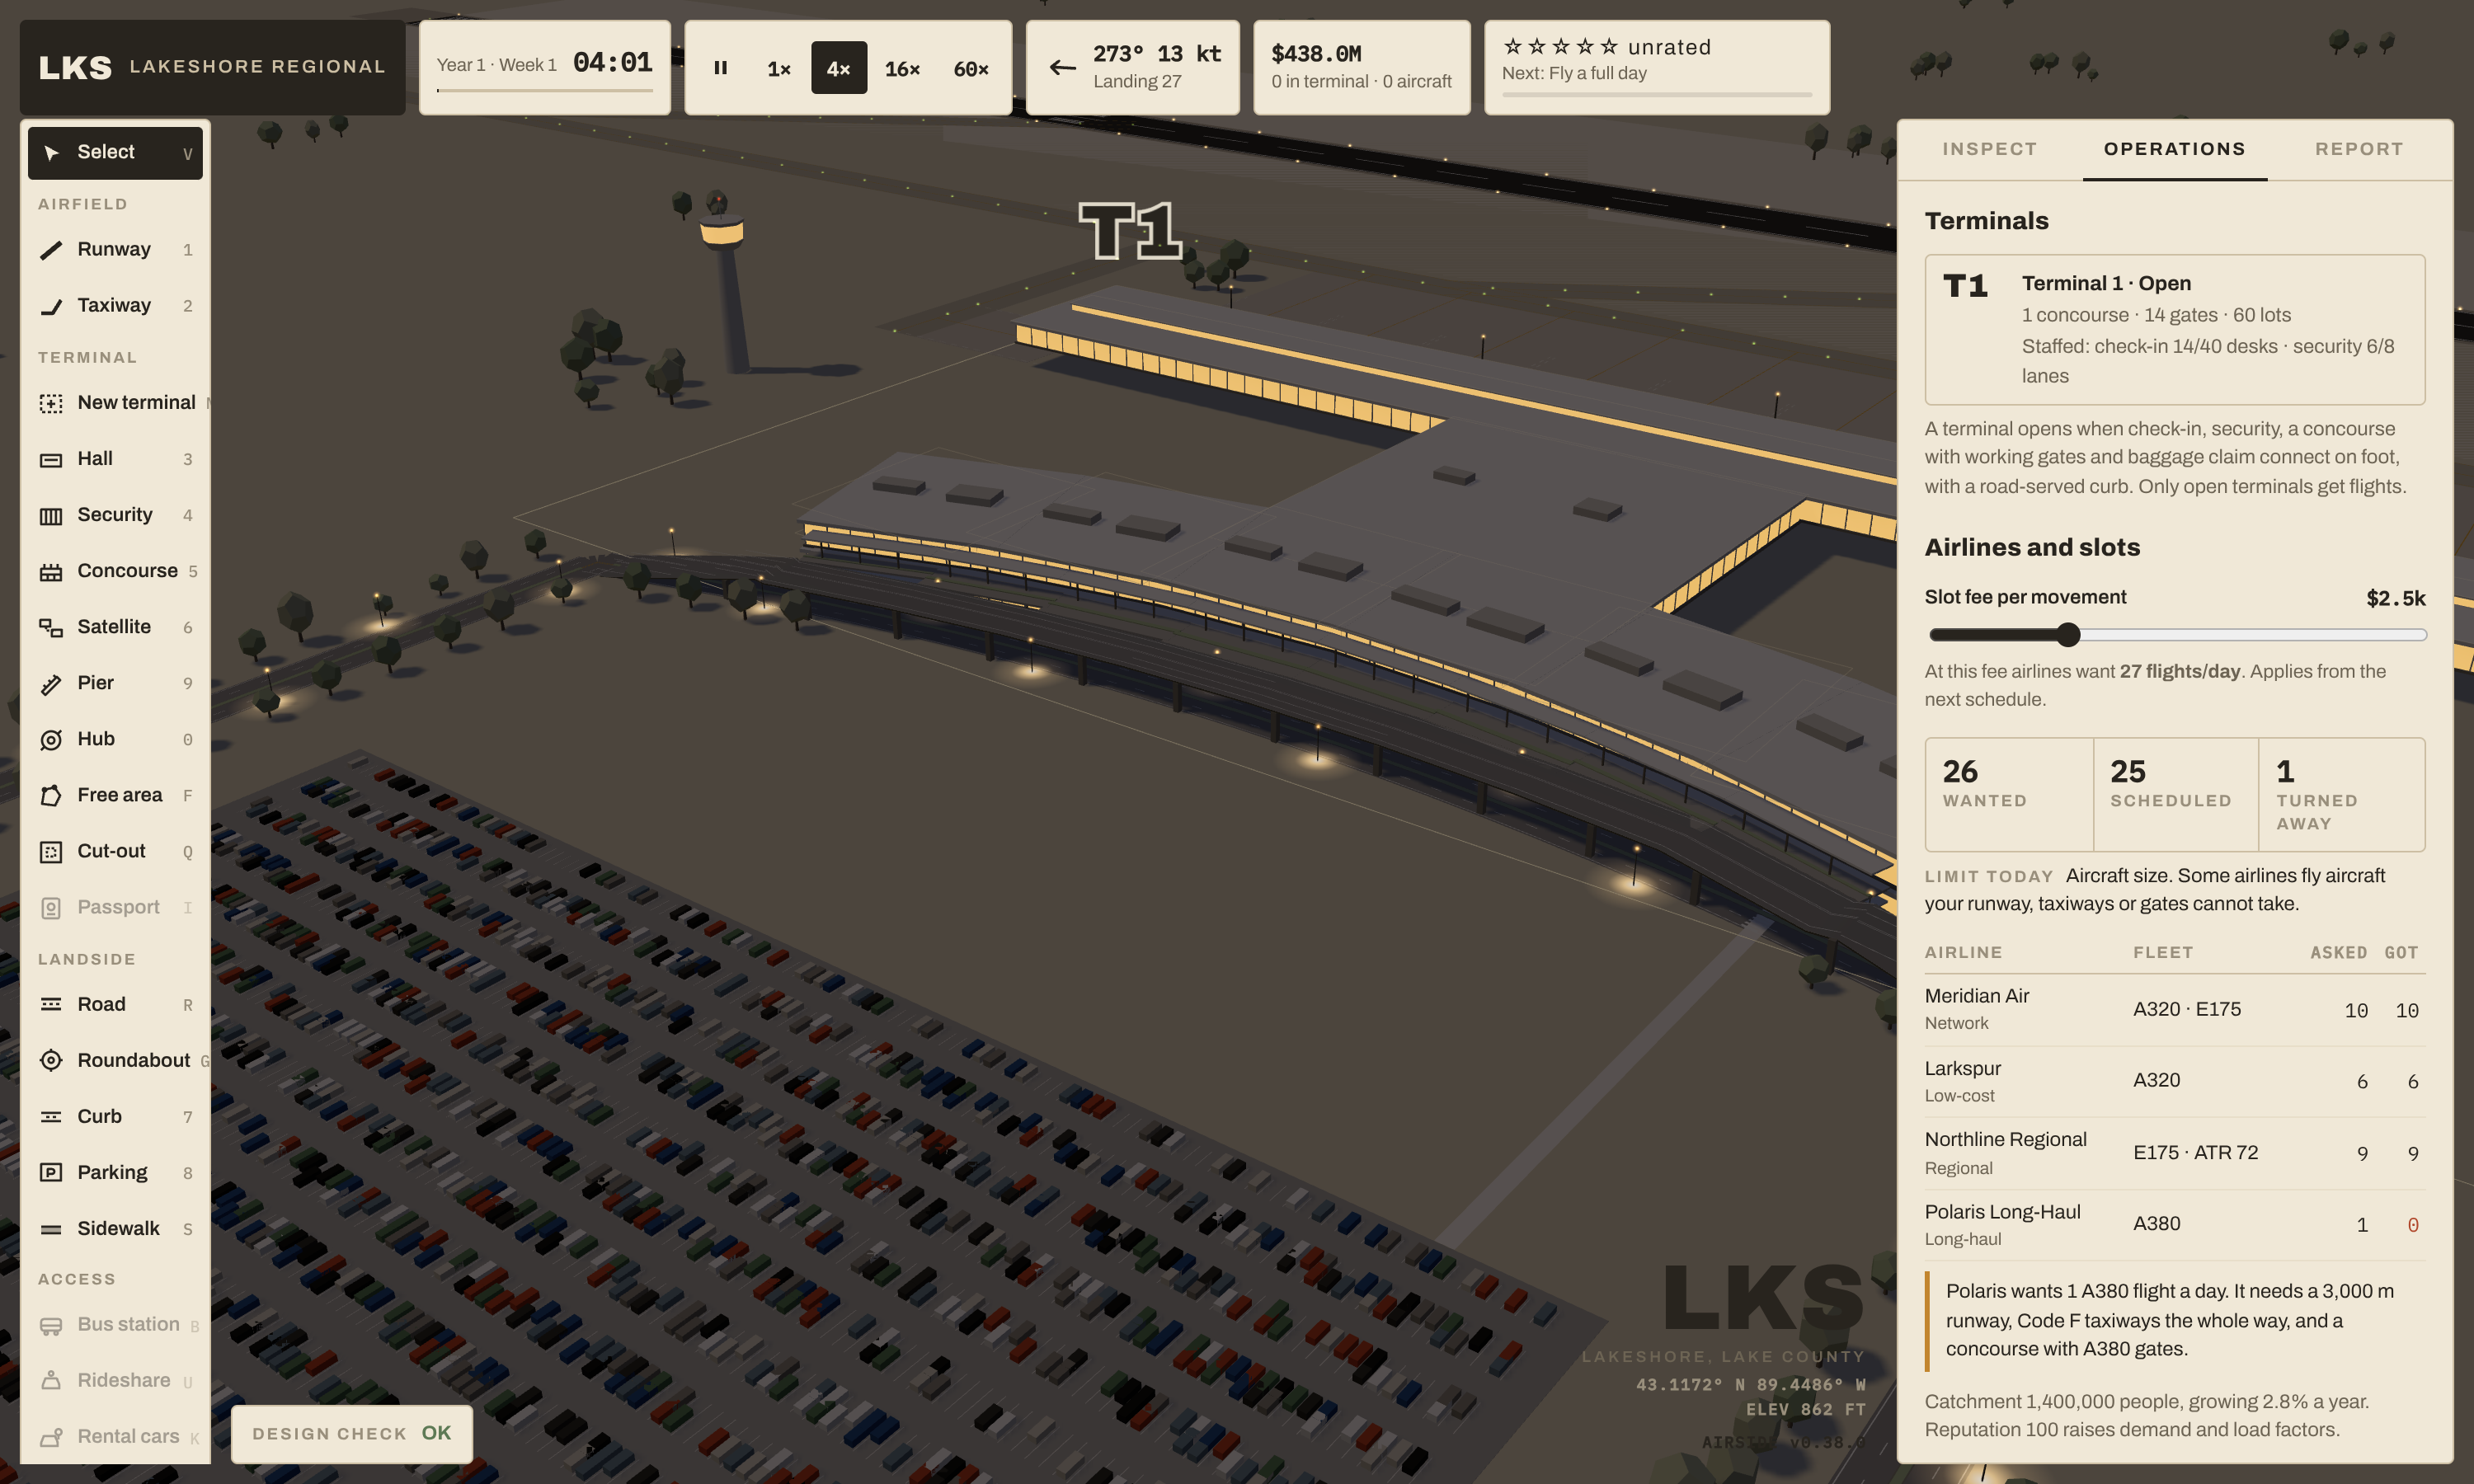 LKS LAKESHORE REGIONAL
Year 1 · Week 1 04:01
1× 4× 16× 60×
273° 13 kt
Landing 27
$438.0M
0 in terminal · 0 aircraft
☆☆☆☆☆ unrated
Next: Fly a full day
Select V
AIRFIELD
Runway 1
Taxiway 2
TERMINAL
New terminal
Hall 3
Security 4
Concourse 5
Satellite 6
Pier 9
Hub 0
Free area F
Cut-out Q
Passport I
LANDSIDE
Road R
Roundabout G
Curb 7
Parking 8
Sidewalk S
ACCESS
Bus station B
Rideshare U
Rental cars K
T1
DESIGN CHECK OK
LKS
LAKESHORE, LAKE COUNTY
43.1172° N 89.4486° W
ELEV 862 FT
AIRSIDE v0.38.0
INSPECT OPERATIONS REPORT
Terminals
T1 Terminal 1 · Open
1 concourse · 14 gates · 60 lots
Staffed: check-in 14/40 desks · security 6/8
lanes
A terminal opens when check-in, security, a concourse
with working gates and baggage claim connect on foot,
with a road-served curb. Only open terminals get flights.
Airlines and slots
Slot fee per movement $2.5k
At this fee airlines want 27 flights/day. Applies from the
next schedule.
26 25 1
WANTED SCHEDULED TURNED
AWAY
LIMIT TODAY Aircraft size. Some airlines fly aircraft
your runway, taxiways or gates cannot take.
AIRLINE FLEET ASKED GOT
Meridian Air A320 · E175 10 10
Network
Larkspur A320 6 6
Low-cost
Northline Regional E175 · ATR 72 9 9
Regional
Polaris Long-Haul A380 1 0
Long-haul
Polaris wants 1 A380 flight a day. It needs a 3,000 m
runway, Code F taxiways the whole way, and a
concourse with A380 gates.
Catchment 1,400,000 people, growing 2.8% a year.
Reputation 100 raises demand and load factors.